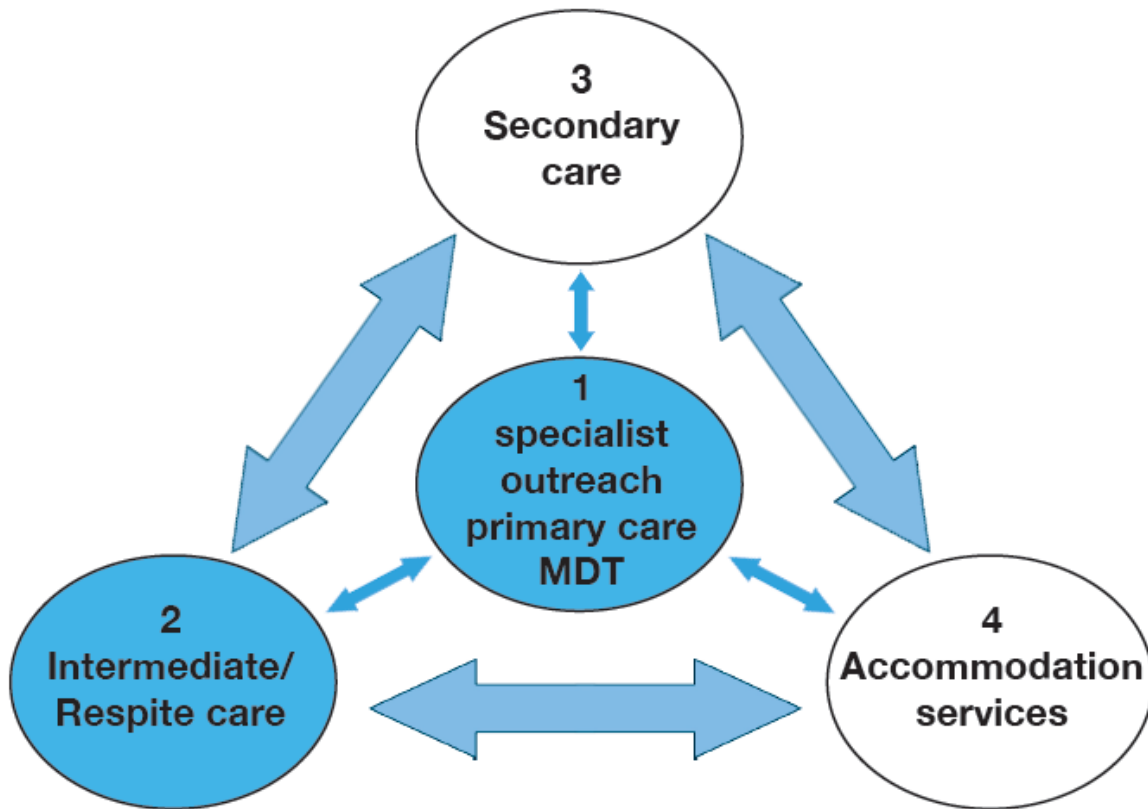 3
Secondary
care
1
specialist
outreach
primary care
MDT
2
Intermediate/
Respite care
4
Accommodation
services